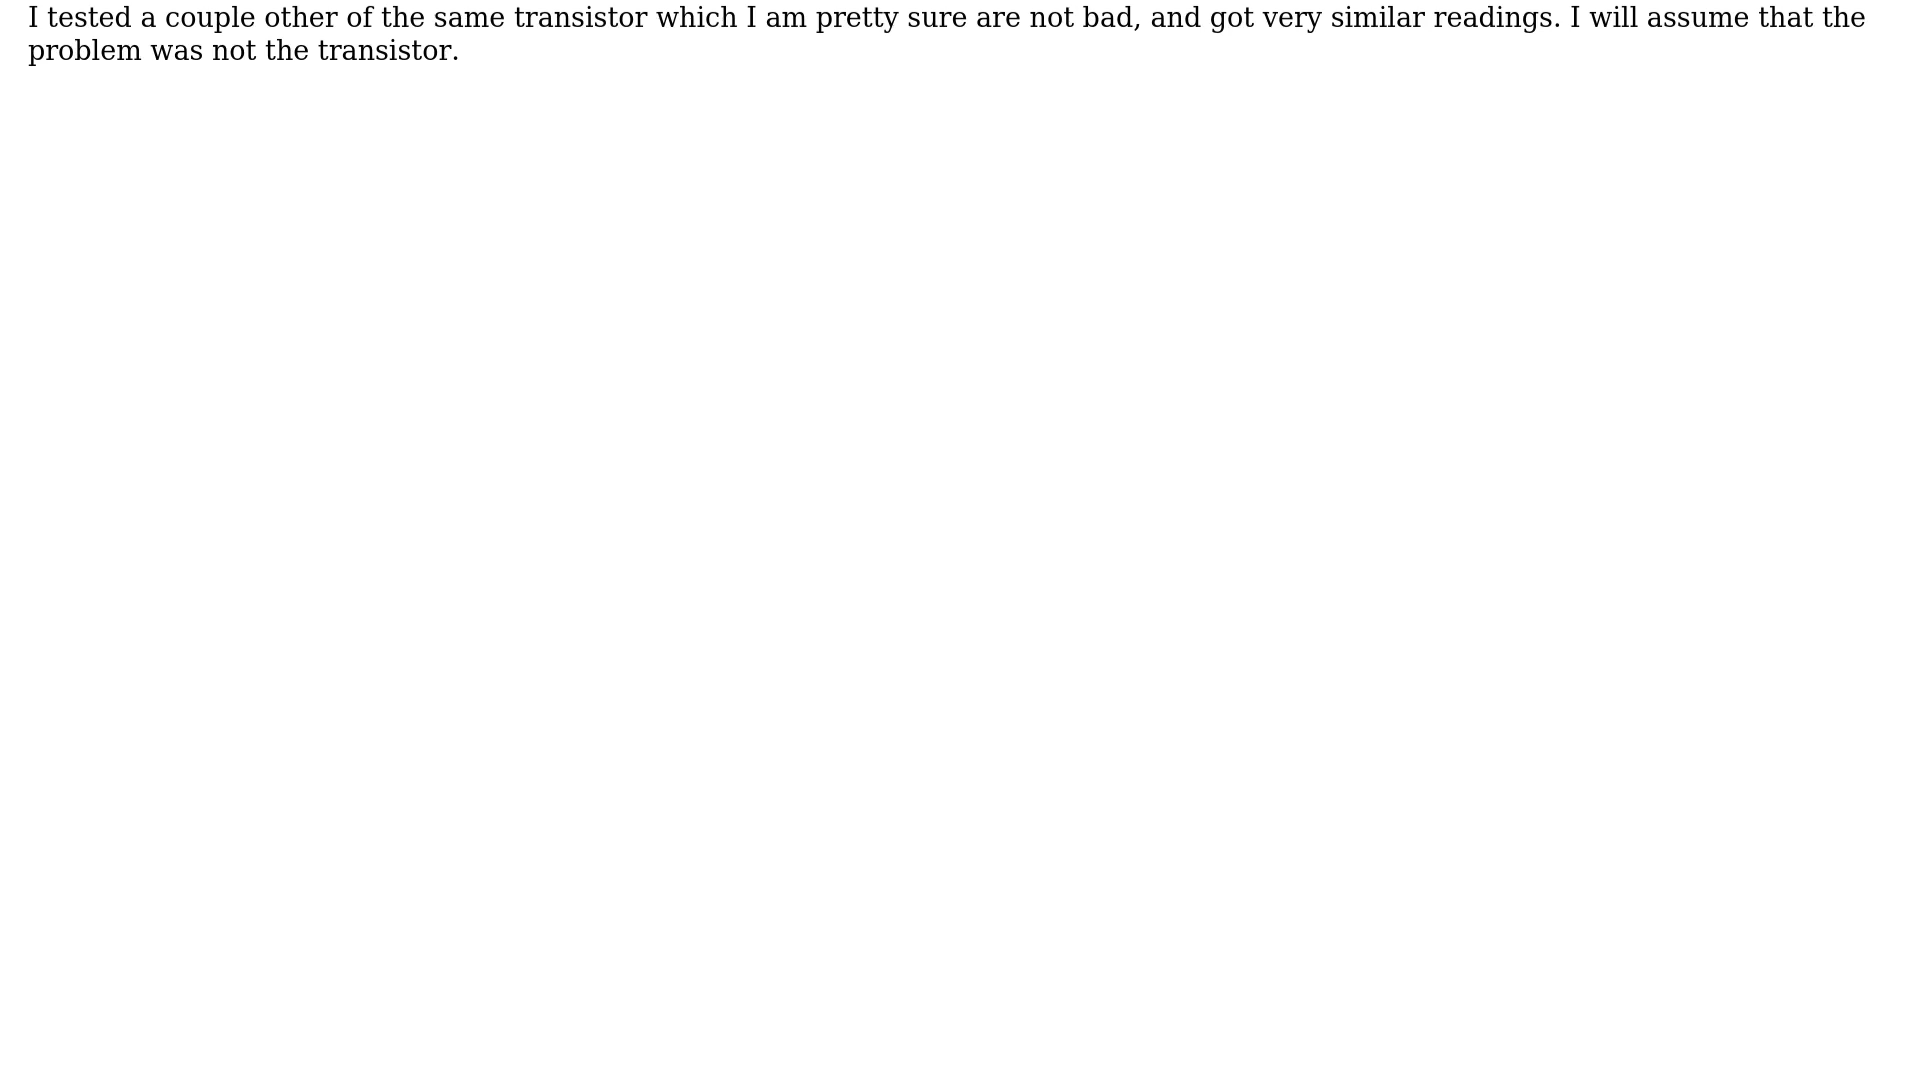 I tested a couple other of the same transistor which I am pretty sure are not bad, and got very similar readings. I will assume that the
problem was not the transistor.